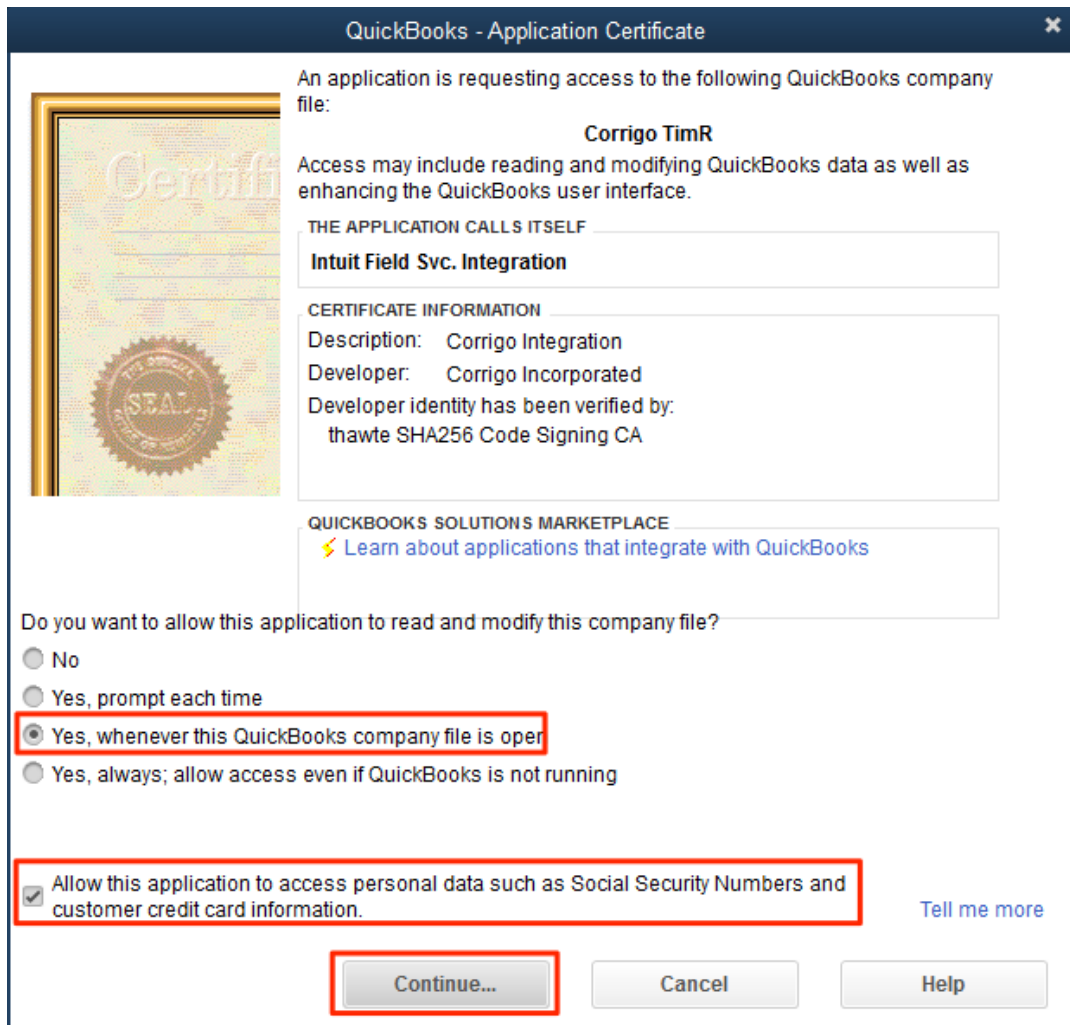 QuickBooks - Application Certificate
An application is requesting access to the following QuickBooks company
file:
Corrigo TimR
Access may include reading and modifying QuickBooks data as well as
enhancing the QuickBooks user interface.
THE APPLICATION CALLS ITSELF
Intuit Field Svc. Integration
CERTIFICATE INFORMATION
Description: Corrigo Integration
Developer: Corrigo Incorporated
Developer identity has been verified by:
thawte SHA256 Code Signing CA
Certifi
SEAL
QUICKBOOKS SOLUTIONS MARKETPLACE
Learn about applications that integrate with QuickBooks
Do you want to allow this application to read and modify this company file?
No
Yes, prompt each time
Yes, whenever this QuickBooks company file is open
Yes, always; allow access even if QuickBooks is not running
Allow this application to access personal data such as Social Security Numbers and
customer credit card information.
Tell me more
Continue...
Cancel
Help